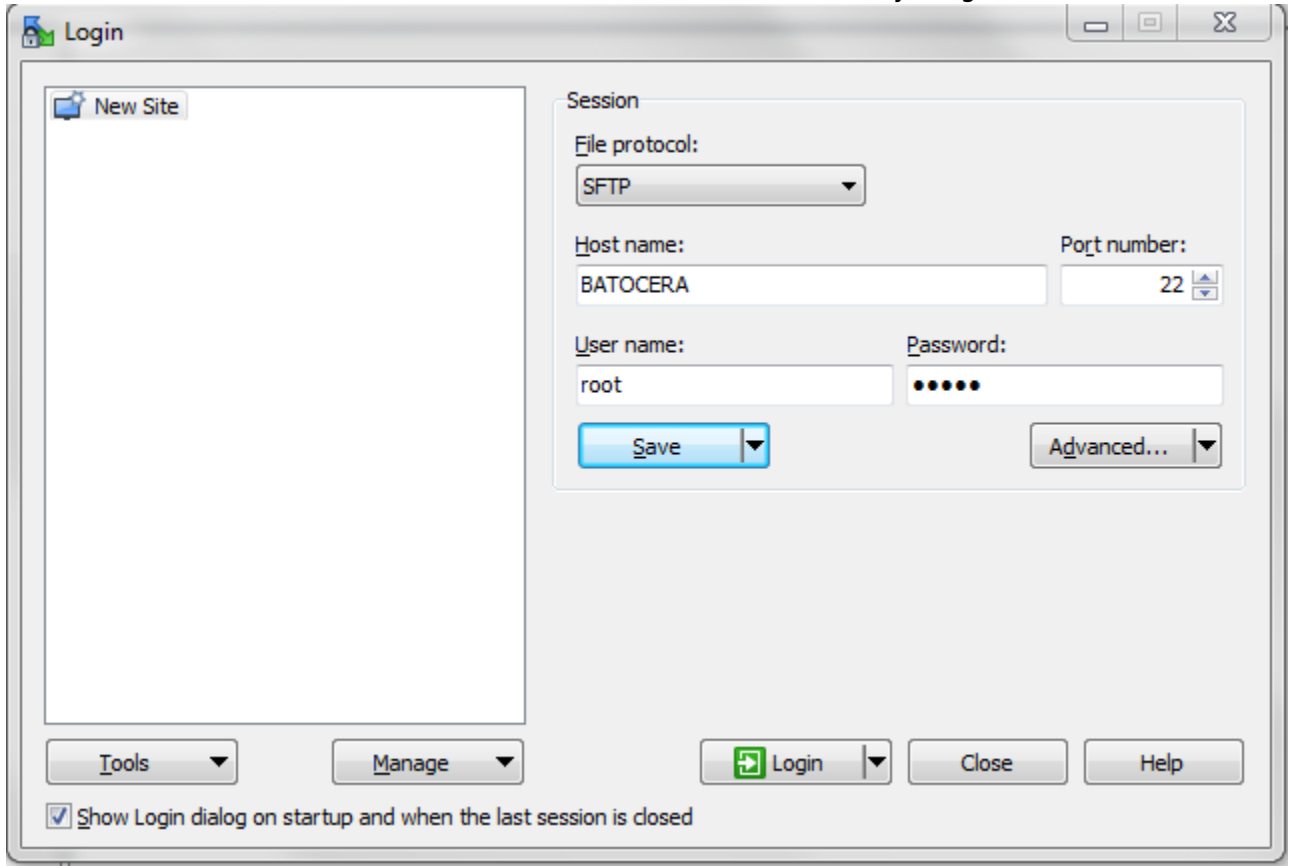 Login
New Site
Session
File protocol:
SFTP
Host name:
Port number:
BATOCERA
22
User name:
Password:
root
•••••
Save
Advanced...
Tools
Manage
Login
Close
Help
Show Login dialog on startup and when the last session is closed